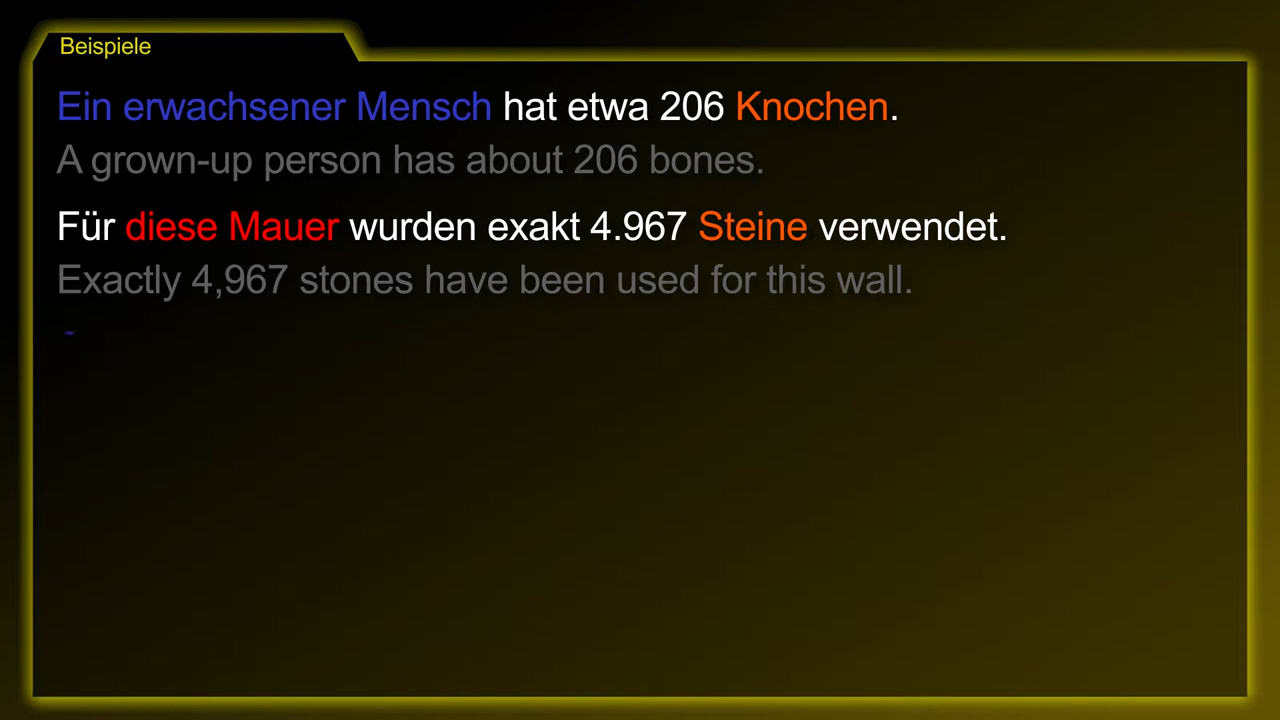 Beispiele
Ein erwachsener Mensch hat etwa 206 Knochen.
A grown-up person has about 206 bones.
Für diese Mauer wurden exakt 4.967 Steine verwendet.
Exactly 4,967 stones have been used for this wall.